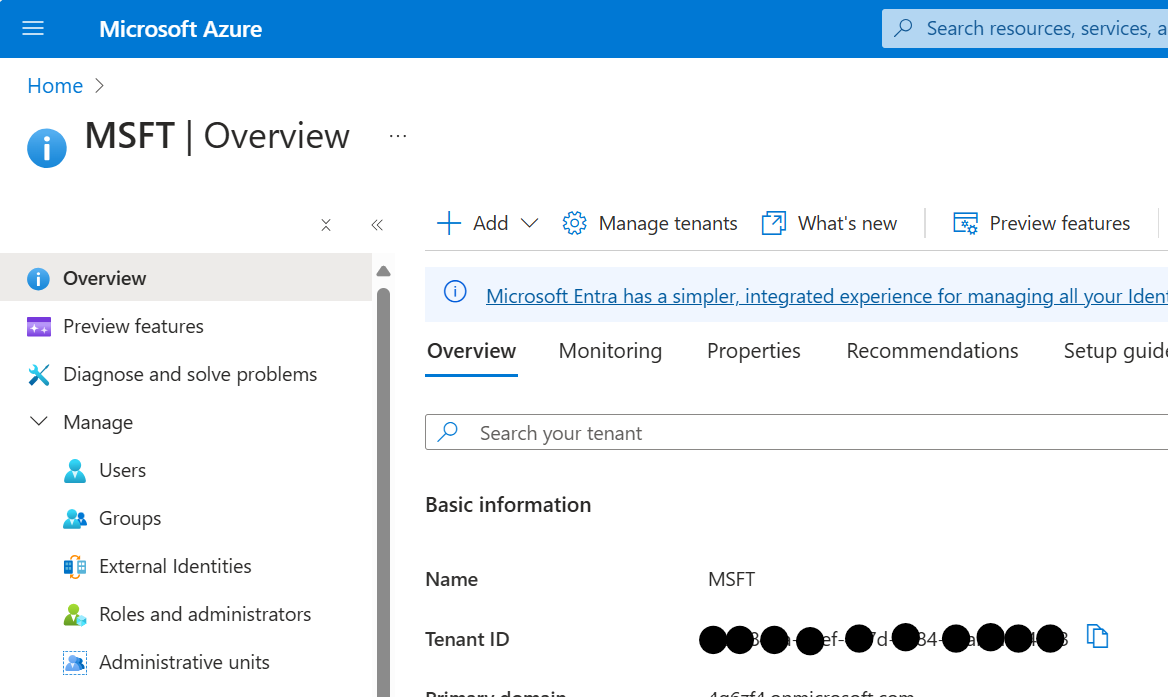 Microsoft Azure
Search resources, services, a
Home
MSFT | Overview
...
Add
Manage tenants
What's new
Preview features
Overview
Preview features
Diagnose and solve problems
Manage
Users
Groups
External Identities
Roles and administrators
Administrative units
Microsoft Entra has a simpler, integrated experience for managing all your Ident
Overview
Monitoring
Properties
Recommendations
Setup guide
Search your tenant
Basic information
Name
MSFT
Tenant ID
Primary domain